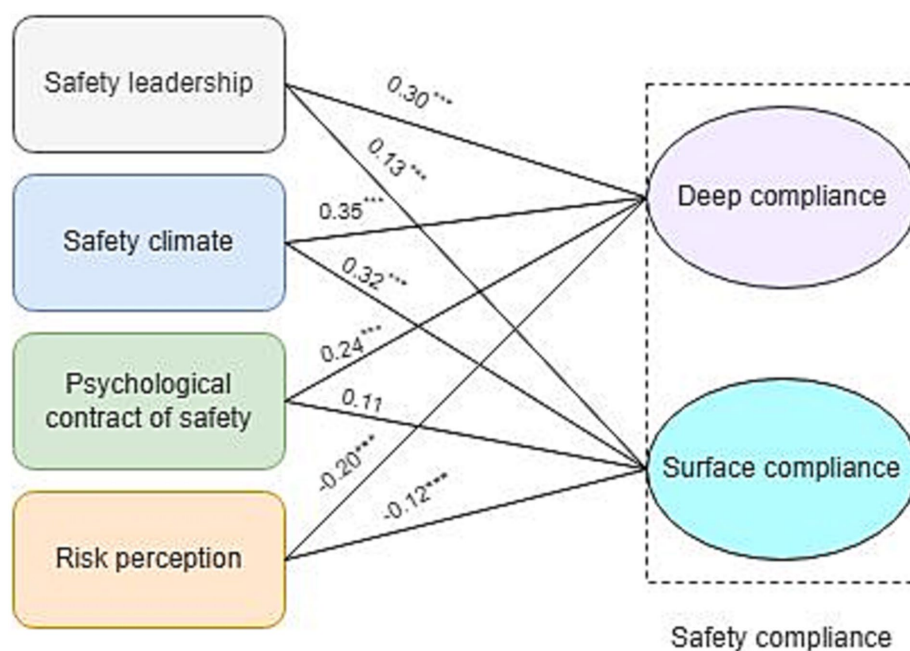 Safety leadership
0.30***
0.13***
Deep compliance
Safety climate
0.35***
0.32***
Psychological
contract of safety
0.24***
0.11
Surface compliance
Risk perception
-0.20***
-0.12***
Safety compliance